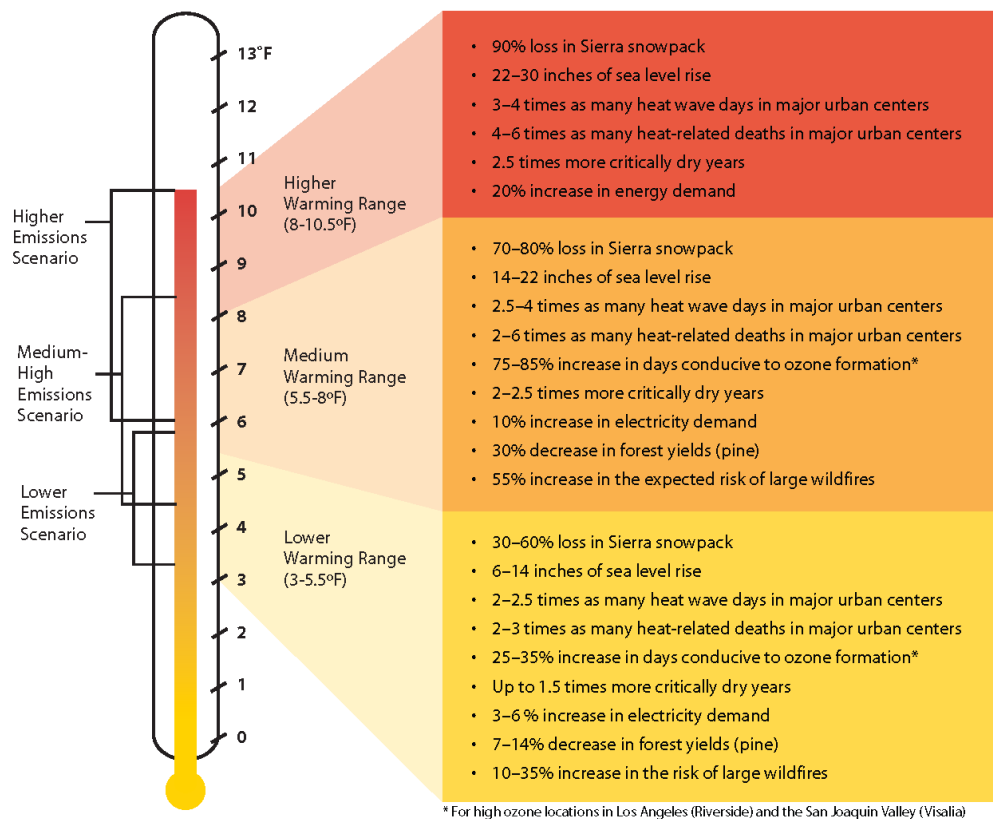 13°F
12
11
10
9
8
7
6
5
4
3
2
1
0
Higher
Emissions
Scenario
Medium-
High
Emissions
Scenario
Lower
Emissions
Scenario
Higher
Warming Range
(8-10.5ºF)
Medium
Warming Range
(5.5-8ºF)
Lower
Warming Range
(3-5.5ºF)
• 90% loss in Sierra snowpack
• 22–30 inches of sea level rise
• 3–4 times as many heat wave days in major urban centers
• 4–6 times as many heat-related deaths in major urban centers
• 2.5 times more critically dry years
• 20% increase in energy demand
• 70–80% loss in Sierra snowpack
• 14–22 inches of sea level rise
• 2.5–4 times as many heat wave days in major urban centers
• 2–6 times as many heat-related deaths in major urban centers
• 75–85% increase in days conducive to ozone formation*
• 2–2.5 times more critically dry years
• 10% increase in electricity demand
• 30% decrease in forest yields (pine)
• 55% increase in the expected risk of large wildfires
• 30–60% loss in Sierra snowpack
• 6–14 inches of sea level rise
• 2–2.5 times as many heat wave days in major urban centers
• 2–3 times as many heat-related deaths in major urban centers
• 25–35% increase in days conducive to ozone formation*
• Up to 1.5 times more critically dry years
• 3–6 % increase in electricity demand
• 7–14% decrease in forest yields (pine)
• 10–35% increase in the risk of large wildfires
* For high ozone locations in Los Angeles (Riverside) and the San Joaquin Valley (Visalia)